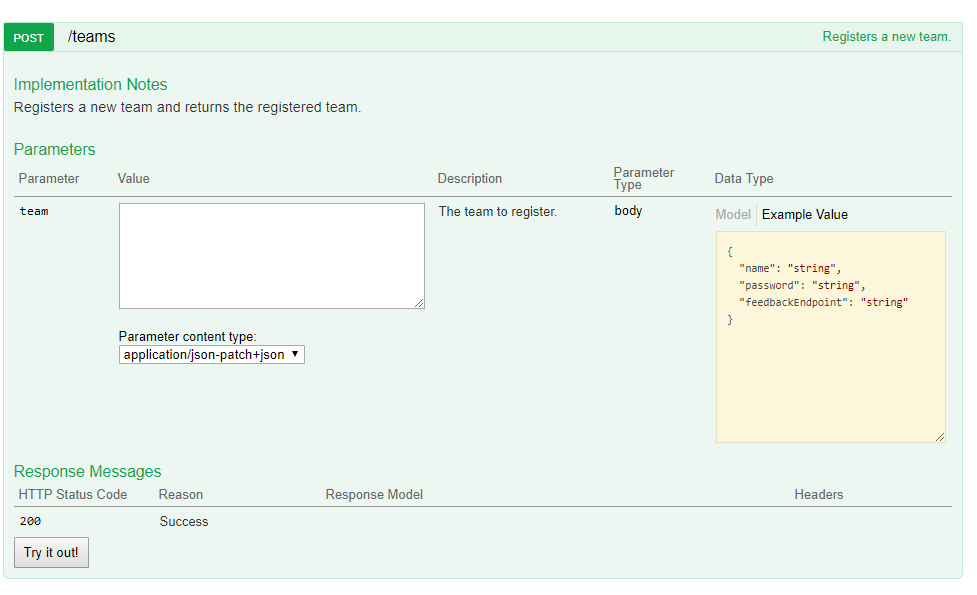 POST /teams Registers a new team.
Implementation Notes
Registers a new team and returns the registered team.
Parameters
Parameter Value Description Parameter Type Data Type
team The team to register. body Model Example Value
{
"name": "string",
"password": "string",
"feedbackEndpoint": "string"
}
Parameter content type:
application/json-patch+json
Response Messages
HTTP Status Code Reason Response Model Headers
200 Success
Try it out!